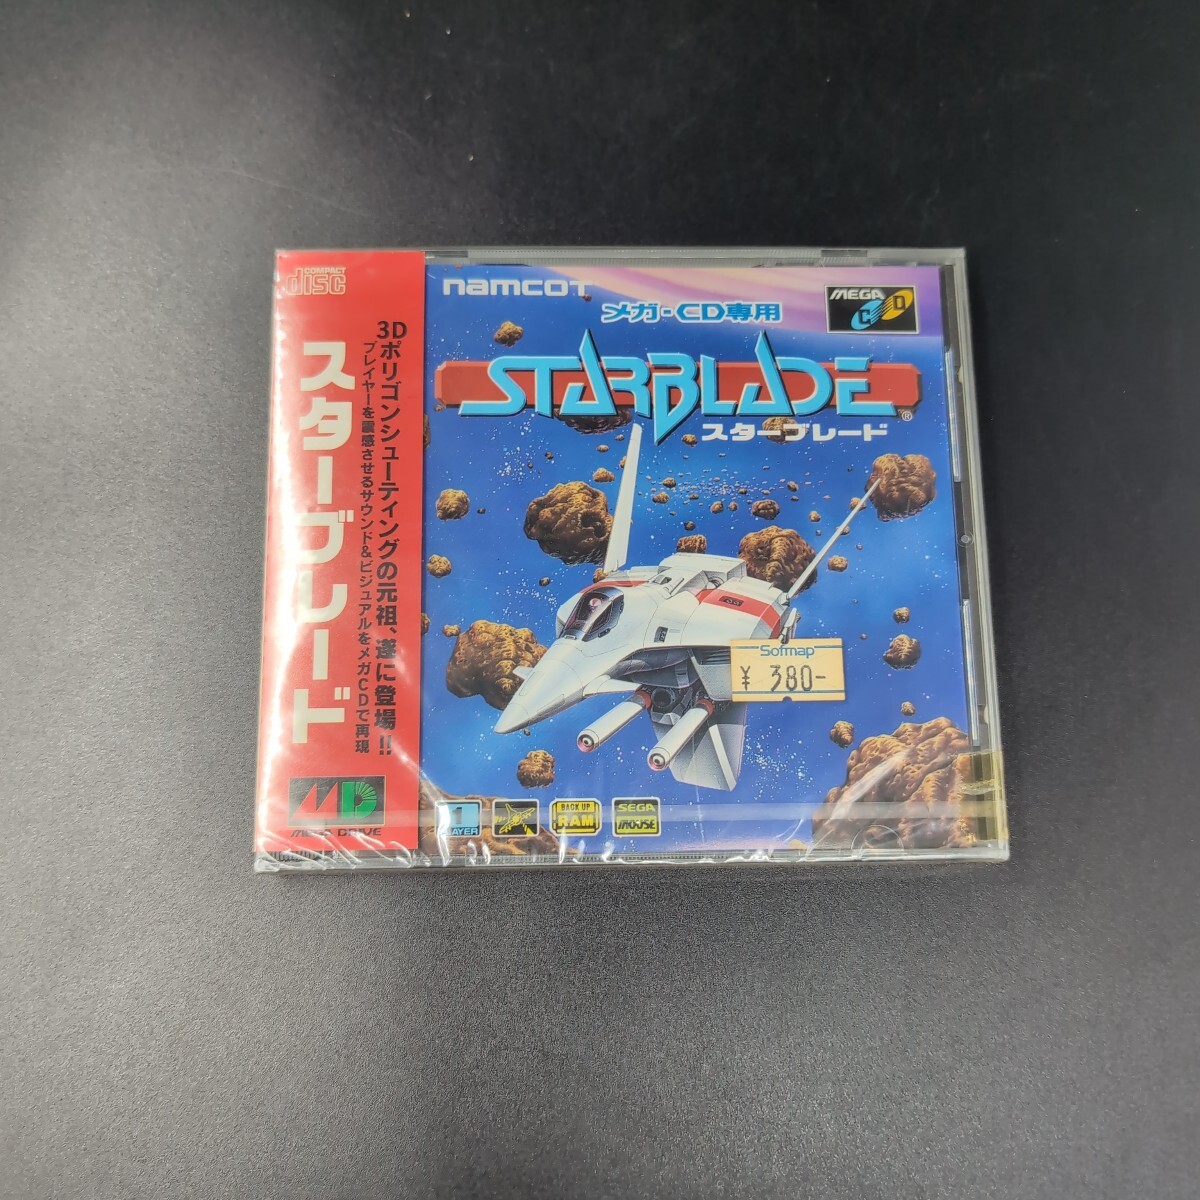 COMPACT
disc
3Dポリゴンシューティングの元祖、遂に登場!!
プレイヤーを震感させるサウンド&ビジュアルをメガCDで再現
スターブレード
MD
MEGA DRIVE
namcot
メガ-CD専用
MEGA
CD
STARBLADE
®
スターブレード
Sofmap
¥ 380-
1
PLAYER
BACK UP
RAM
SEGA
MOUSE